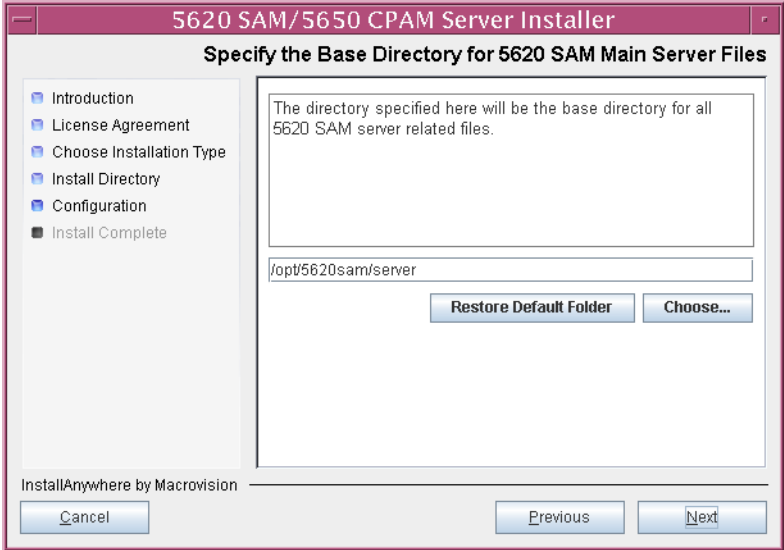 5620 SAM/5650 CPAM Server Installer
Specify the Base Directory for 5620 SAM Main Server Files
Introduction
License Agreement
Choose Installation Type
Install Directory
Configuration
Install Complete
The directory specified here will be the base directory for all
5620 SAM server related files.
/opt/5620sam/server
Restore Default Folder
Choose...
InstallAnywhere by Macrovision
Cancel
Previous
Next